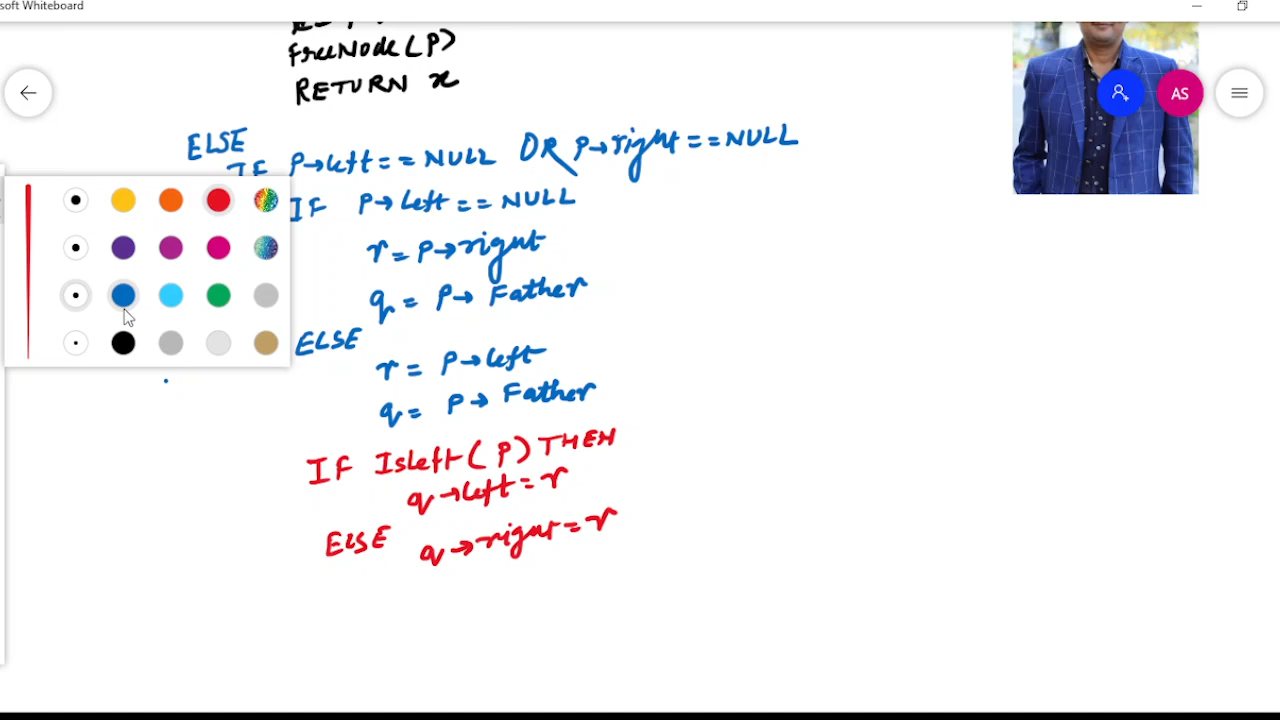 soft Whiteboard
FreeNode(P)
RETURN x
AS
ELSE
IF P→left == NULL OR P→right == NULL
IF P→left == NULL
r = P→right
q = P→ Father
ELSE
r = P→left
q = P→ Father
IF Isleft(P) THEN
q→left = r
ELSE q→right = r